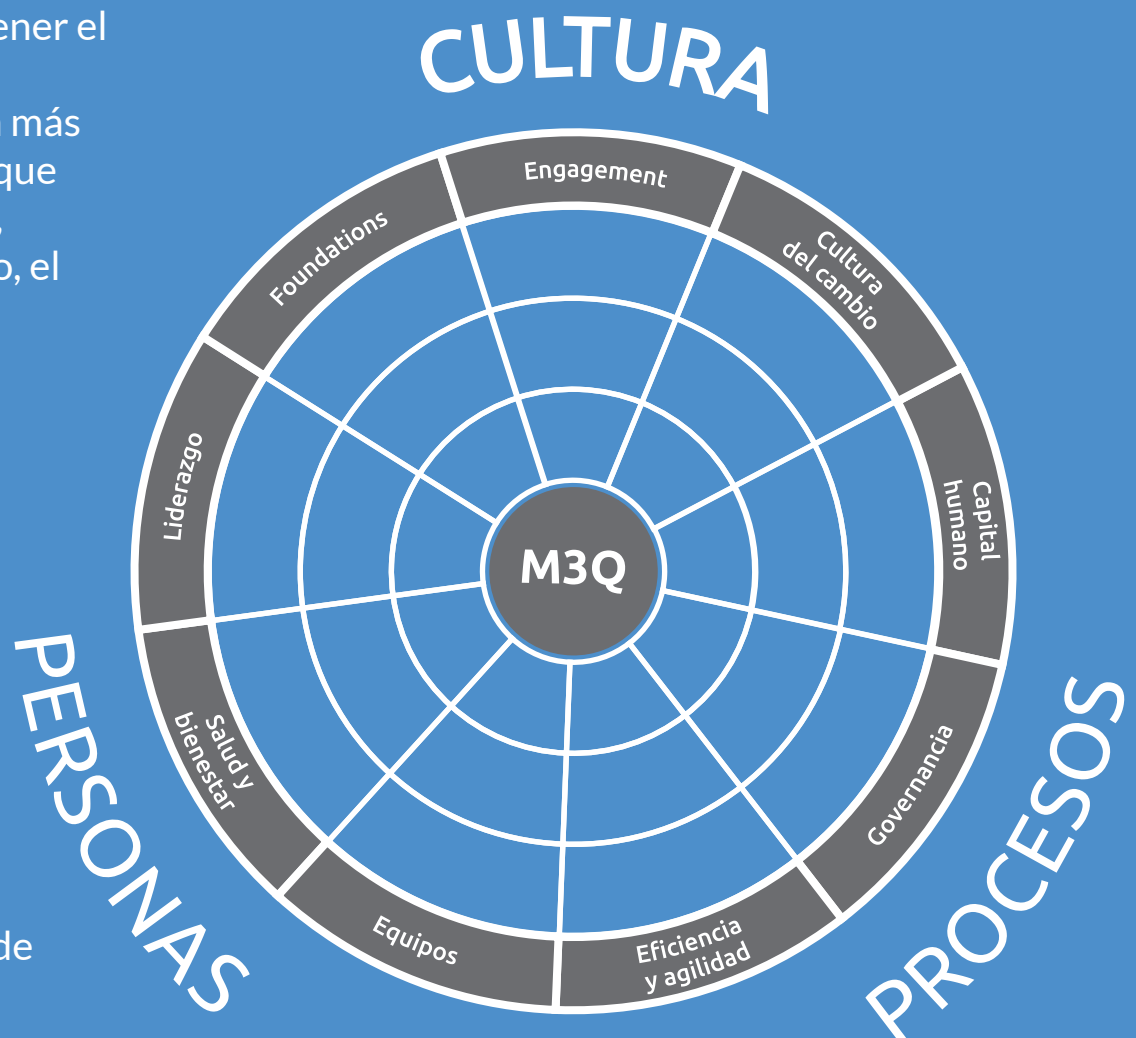 ener el
más
que
o, el
de
CULTURA
Engagement
Cultura
del cambio
Capital
humano
Governancia
Eficiencia
y agilidad
Equipos
Salud y
bienestar
Liderazgo
Foundations
M3Q
PERSONAS
PROCESOS